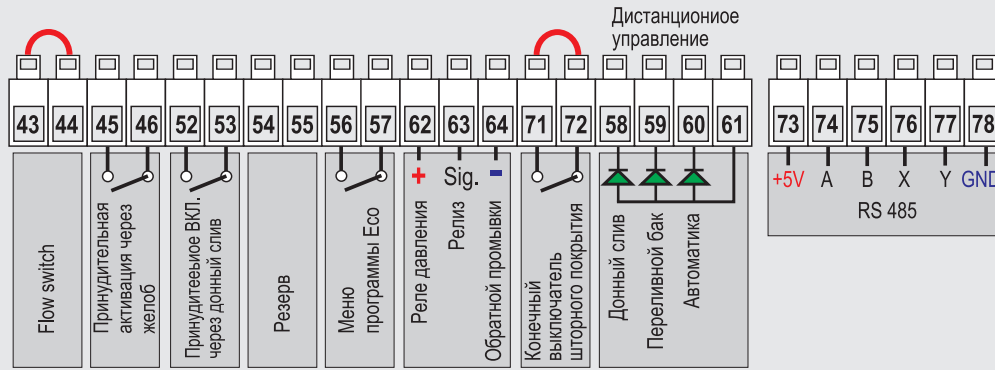 Дистанциониое
управление
43 44 45 46 52 53 54 55 56 57 62 63 64 71 72 58 59 60 61 73 74 75 76 77 78
Flow switch
Принудительная
активация через
желоб
Принудитееьиое ВКЛ.
через донный слив
Резерв
Меню
программы Eco
+ Sig. -
Реле давления
Релиз
Обратной промывки
Конечный
выключатель
шторного покрытия
Донный слив
Переливной бак
Автоматика
+5V A B X Y GND
RS 485